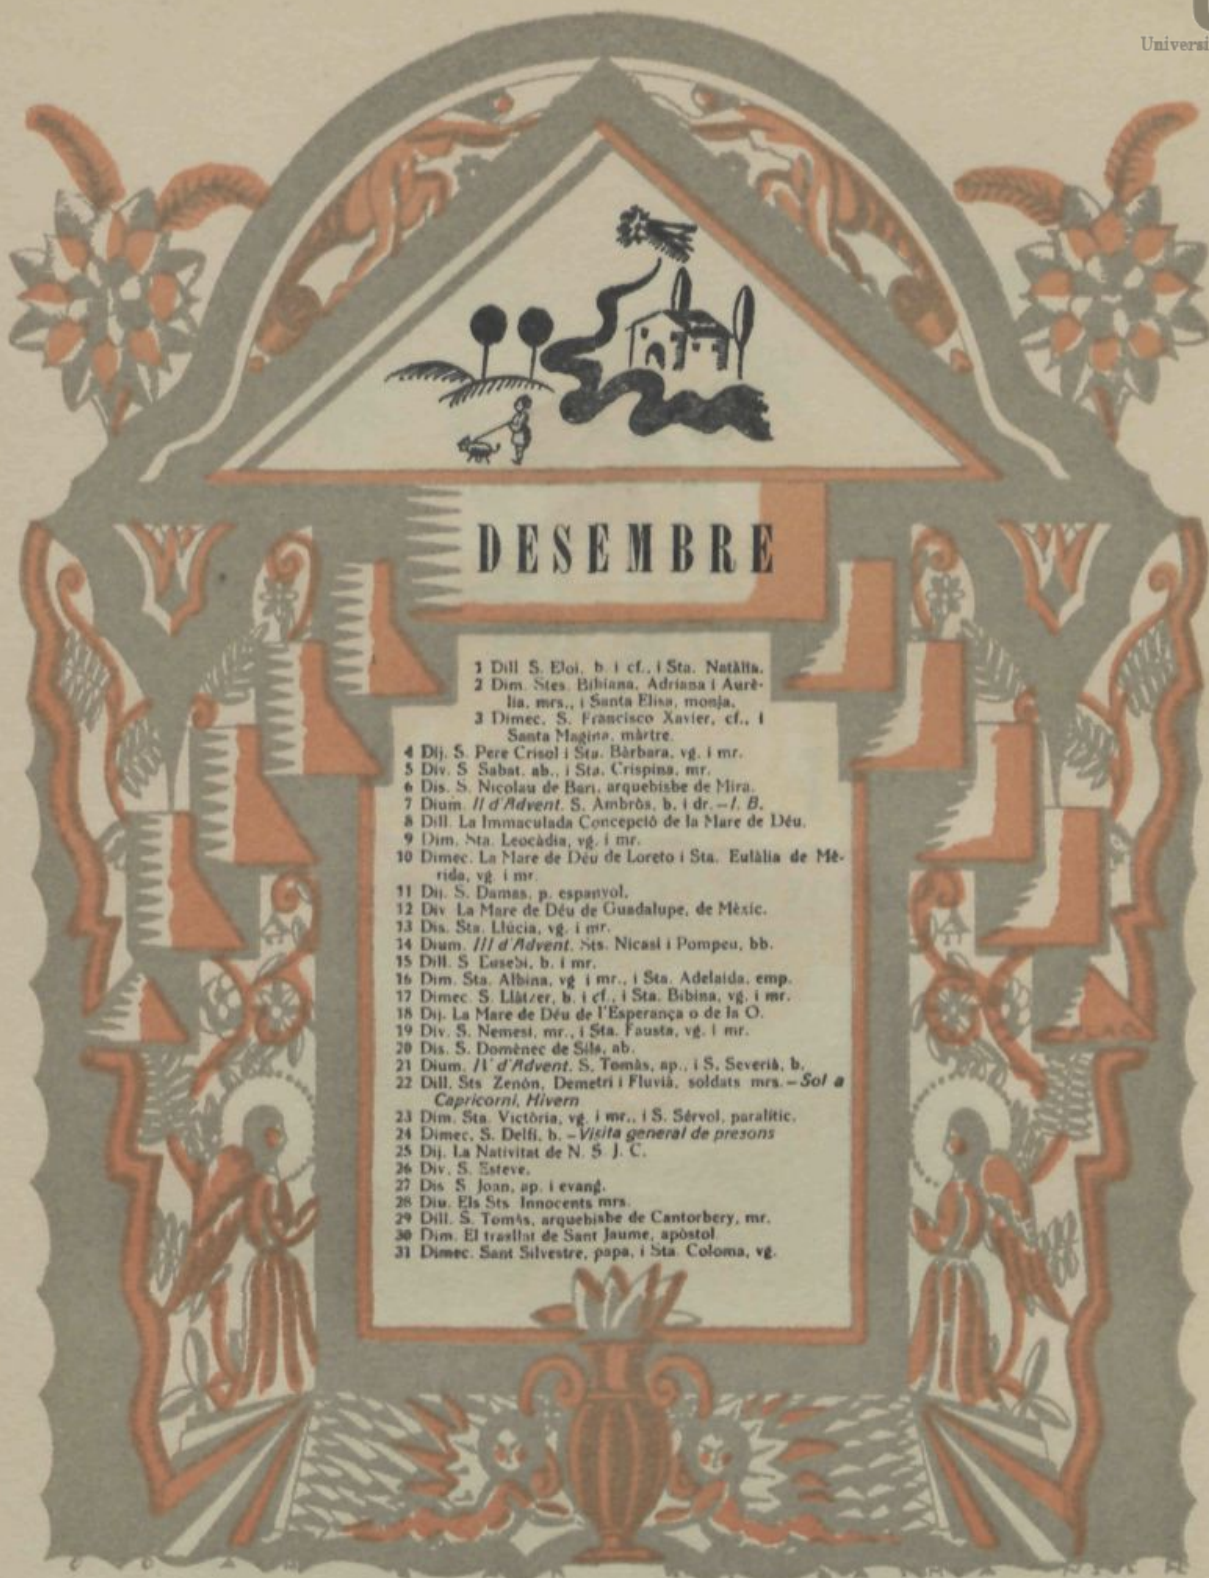 Universi
DESEMBRE
1 Dill S. Eloi, b. i cf., i Sta. Natàlia.
2 Dim. Stes. Bibiana, Adriana i Aurè-
lia, mrs., i Santa Elisa, monja.
3 Dimec. S. Francisco Xavier, cf., i
Santa Magina, màrtre.
4 Dij. S. Pere Crisol i Sta. Bàrbara, vg. i mr.
5 Div. S Sabat. ab., i Sta. Crispina, mr.
6 Dis. S. Nicolau de Bari, arquebisbe de Mira.
7 Dium. II d'Advent. S. Ambròs, b. i dr. – I. B.
8 Dill. La Immaculada Concepció de la Mare de Déu.
9 Dim. Sta. Leocàdia, vg. i mr.
10 Dimec. La Mare de Déu de Loreto i Sta. Eulàlia de Mè-
rida, vg. i mr.
11 Dij. S. Damas, p. espanyol.
12 Div La Mare de Déu de Guadalupe, de Mèxic.
13 Dis. Sta. Llúcia, vg. i mr.
14 Dium. III d'Advent. Sts. Nicasi i Pompeu, bb.
15 Dill. S Eusebi, b. i mr.
16 Dim. Sta. Albina, vg i mr., i Sta. Adelaida, emp.
17 Dimec. S. Llàtzer, b. i cf., i Sta. Bibina, vg. i mr.
18 Dij. La Mare de Déu de l'Esperança o de la O.
19 Div. S. Nemesi, mr., i Sta. Fausta, vg. i mr.
20 Dis. S. Domènec de Sils, ab.
21 Dium. IV d'Advent. S. Tomàs, ap., i S. Severià, b.
22 Dill. Sts Zenón, Demetri i Fluvià, soldats mrs. – Sol a
Capricorni, Hivern
23 Dim. Sta. Victòria, vg. i mr., i S. Sérvol, paralític.
24 Dimec. S. Delfí, b. – Visita general de presons
25 Dij. La Nativitat de N. S. J. C.
26 Div. S. Esteve.
27 Dis S Joan, ap. i evang.
28 Diu. Els Sts Innocents mrs.
29 Dill. S. Tomàs, arquebisbe de Cantorbery, mr.
30 Dim. El trasllat de Sant Jaume, apòstol
31 Dimec. Sant Silvestre, papa, i Sta. Coloma, vg.